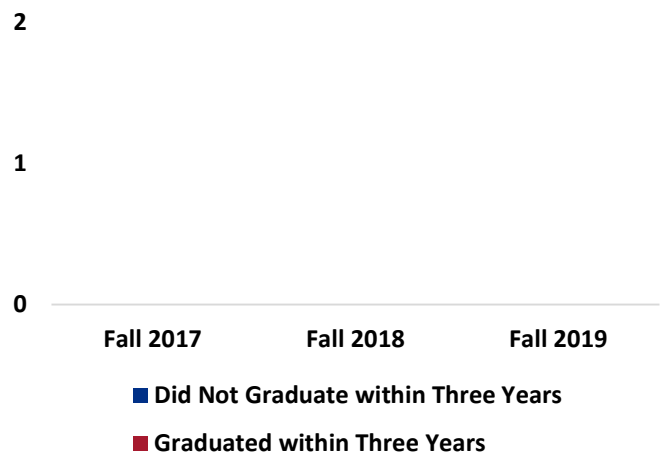 2
1
0
Fall 2017 Fall 2018 Fall 2019
Did Not Graduate within Three Years
Graduated within Three Years